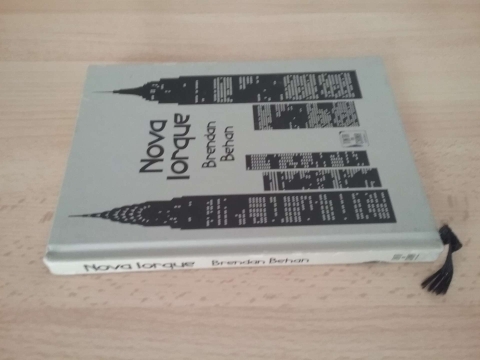 Nova
Iorque
Brendan
Behan
Nova Iorque Brendan Behan